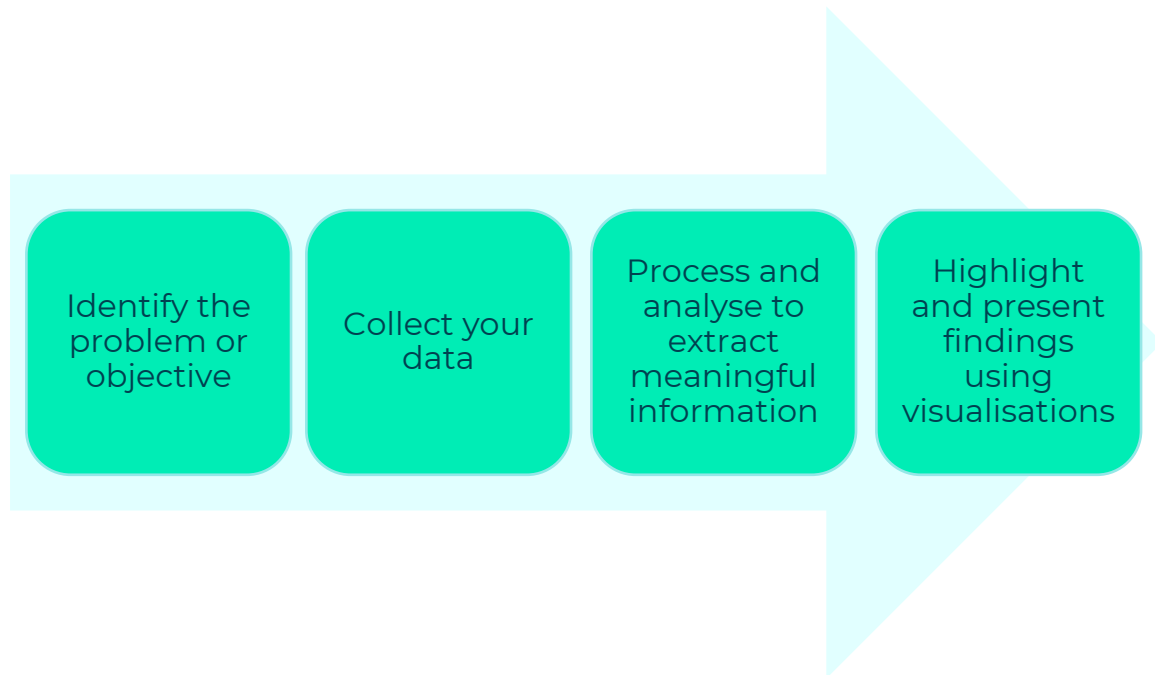 Identify the
problem or
objective
Collect your
data
Process and
analyse to
extract
meaningful
information
Highlight
and present
findings
using
visualisations